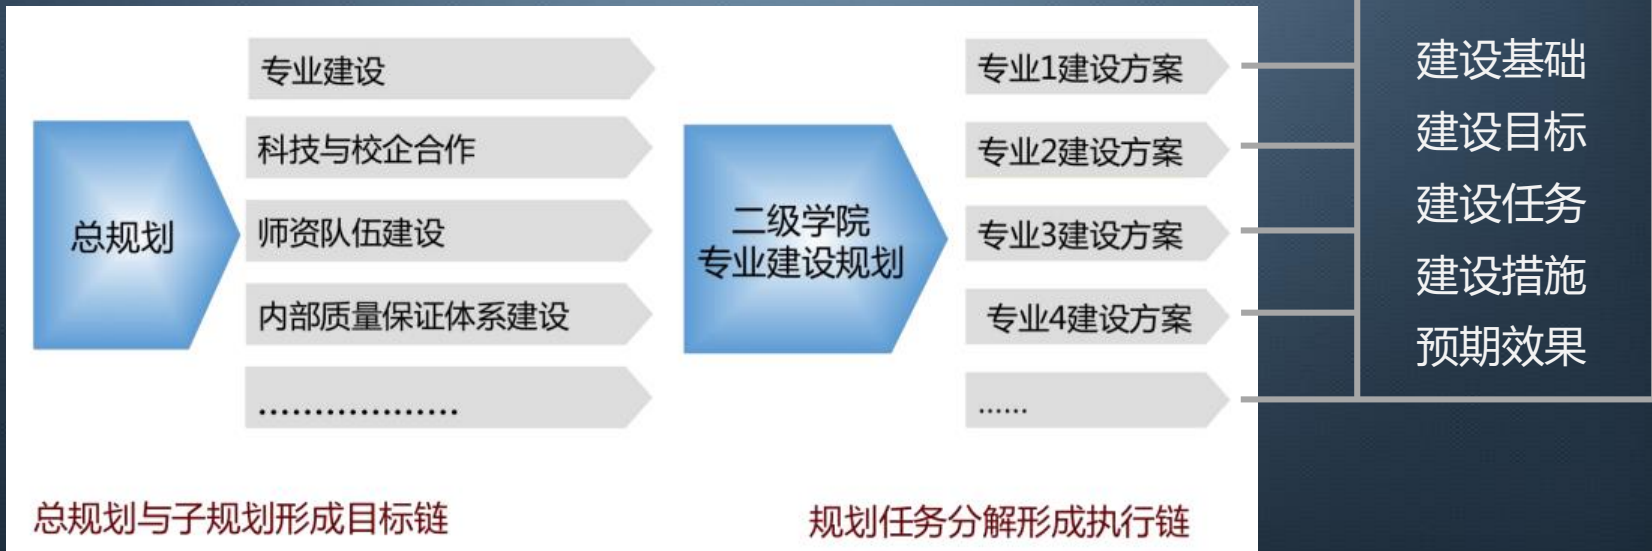 总规划
专业建设
科技与校企合作
师资队伍建设
内部质量保证体系建设
………………
二级学院
专业建设规划
专业1建设方案
专业2建设方案
专业3建设方案
专业4建设方案
……
建设基础
建设目标
建设任务
建设措施
预期效果
总规划与子规划形成目标链
规划任务分解形成执行链